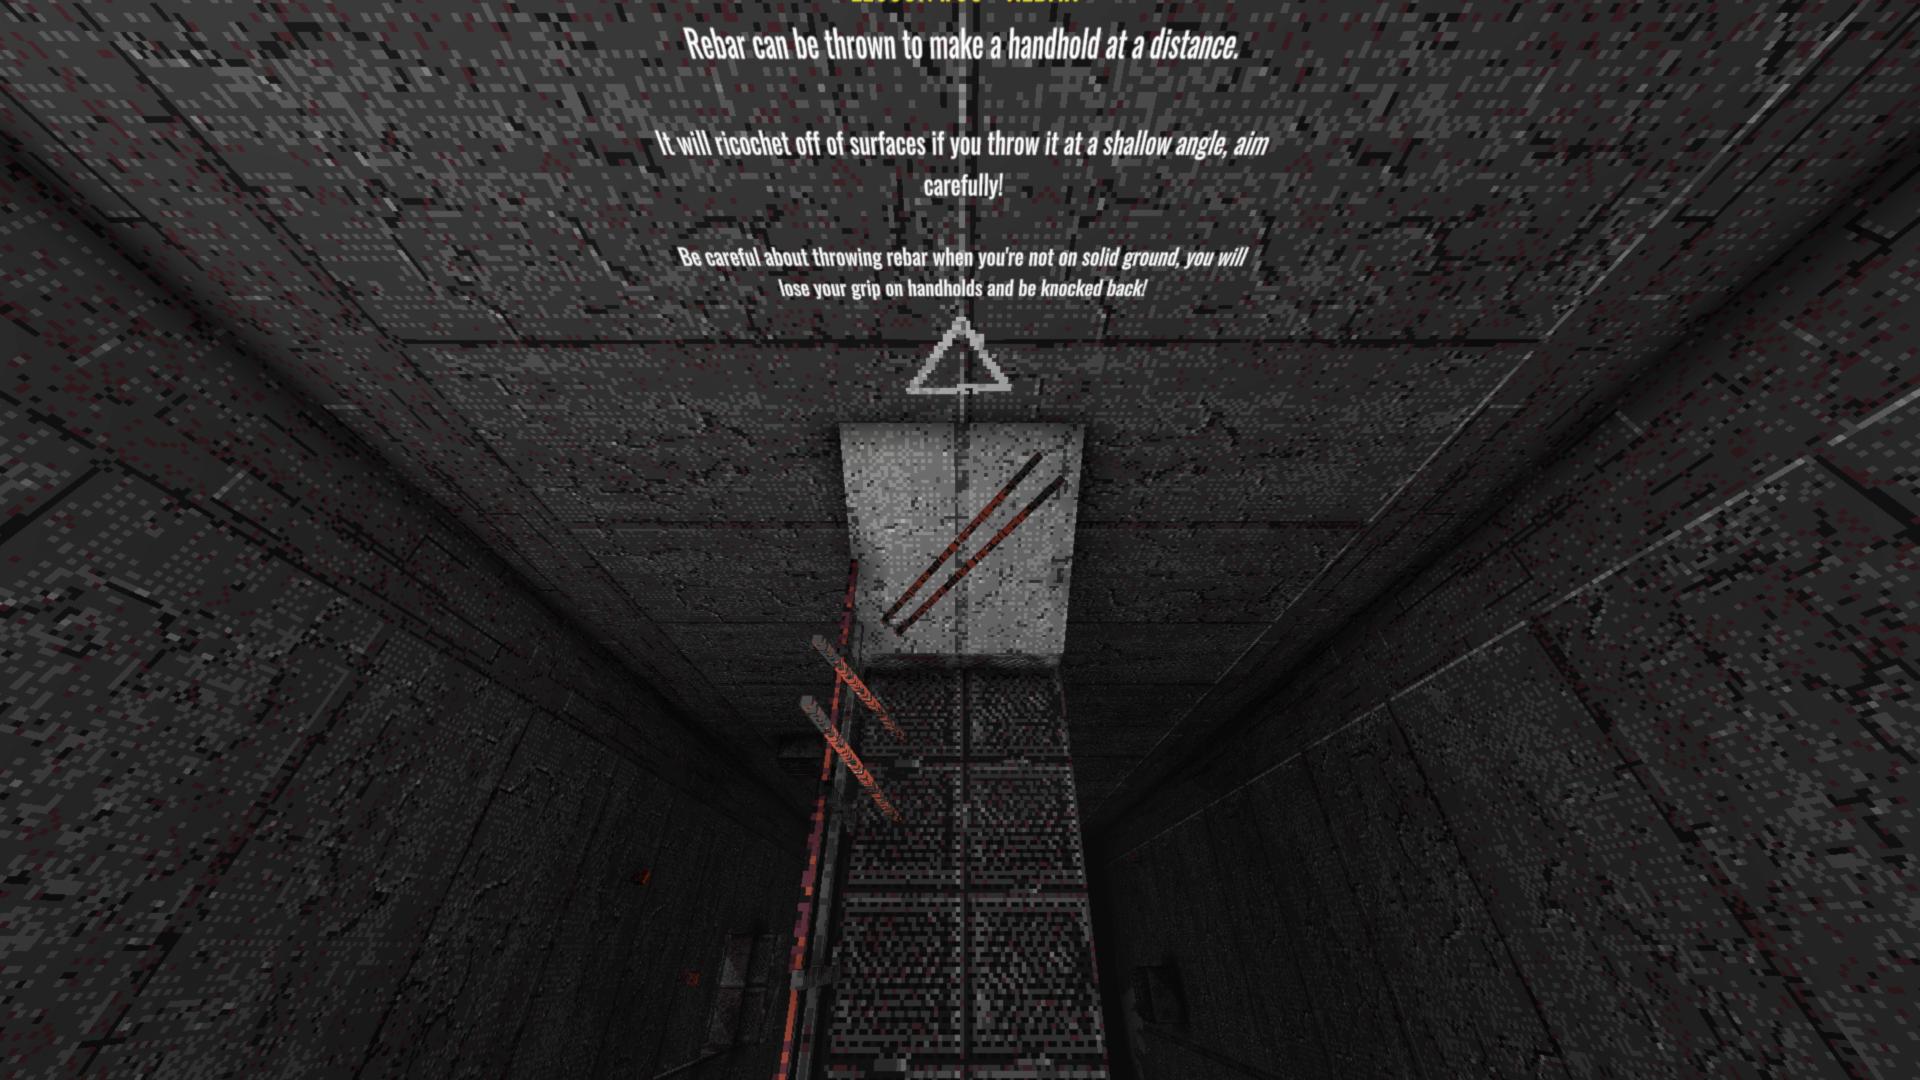 Rebar can be thrown to make a handhold at a distance.
It will ricochet off of surfaces if you throw it at a shallow angle, aim
carefully!
Be careful about throwing rebar when you're not on solid ground, you will
lose your grip on handholds and be knocked back!